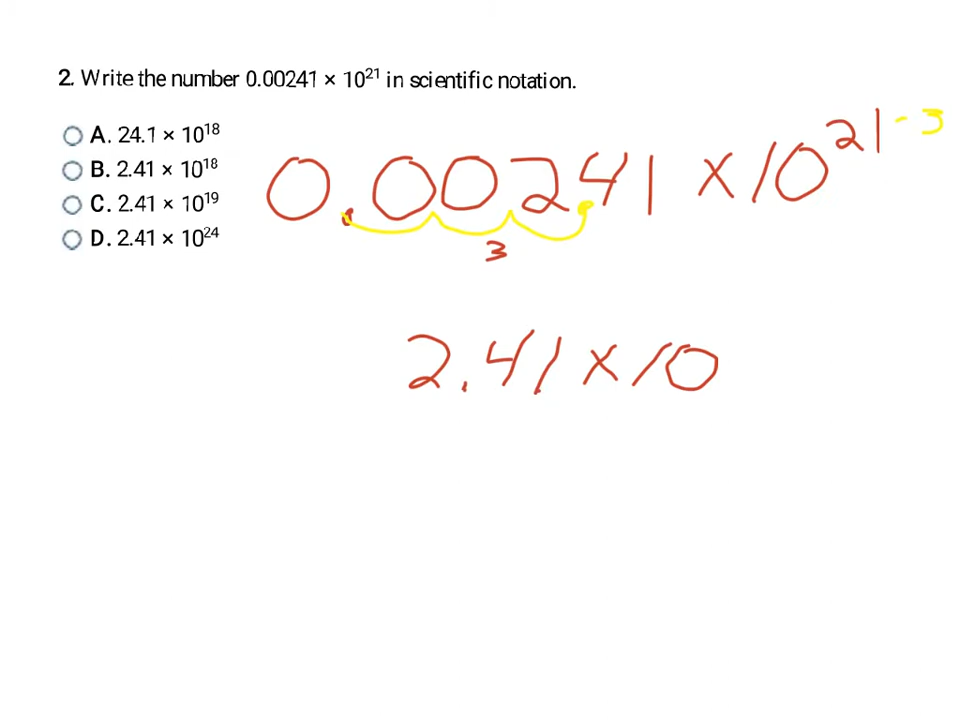 2. Write the number 0.00241 × 10²¹ in scientific notation.
A. 24.1 × 10¹⁸
B. 2.41 × 10¹⁸
C. 2.41 × 10¹⁹
D. 2.41 × 10²⁴
0.00241 × 10²¹⁻³
3
2.41 × 10